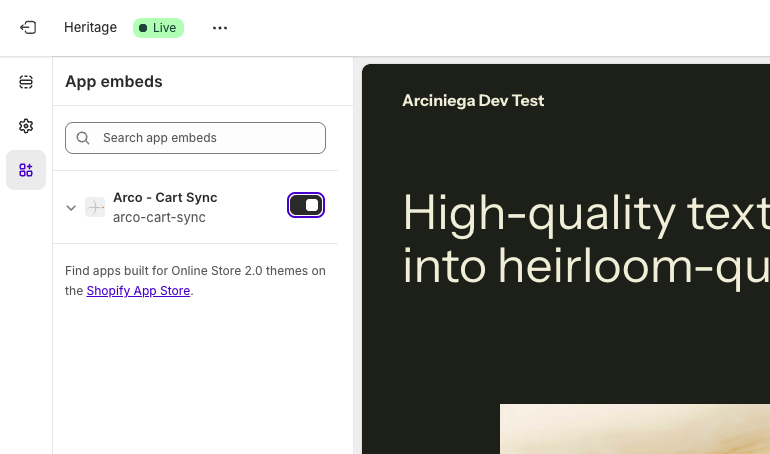 Heritage
Live
App embeds
Search app embeds
Arco - Cart Sync
arco-cart-sync
Find apps built for Online Store 2.0 themes on
the Shopify App Store.
Arciniega Dev Test
High-quality text
into heirloom-qu